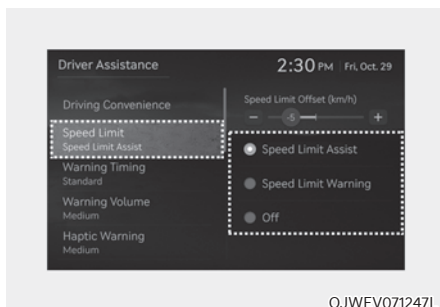 Driver Assistance
2:30 PM Fri, Oct. 29
Driving Convenience
Speed Limit
Speed Limit Assist
Warning Timing
Standard
Warning Volume
Medium
Haptic Warning
Medium
Speed Limit Offset (km/h)
− -5 +
Speed Limit Assist
Speed Limit Warning
Off
OJWEV071247L